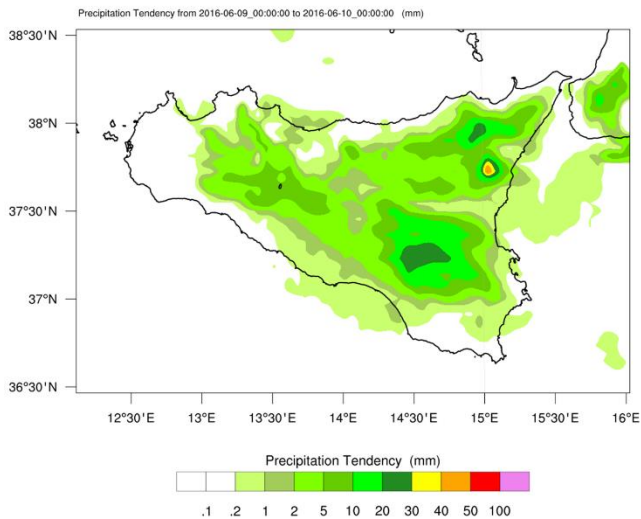 Precipitation Tendency from 2016-06-09_00:00:00 to 2016-06-10_00:00:00 (mm)
38°30'N
38°N
37°30'N
37°N
36°30'N
12°30'E 13°E 13°30'E 14°E 14°30'E 15°E 15°30'E 16°E
Precipitation Tendency (mm)
.1 .2 1 2 5 10 20 30 40 50 100